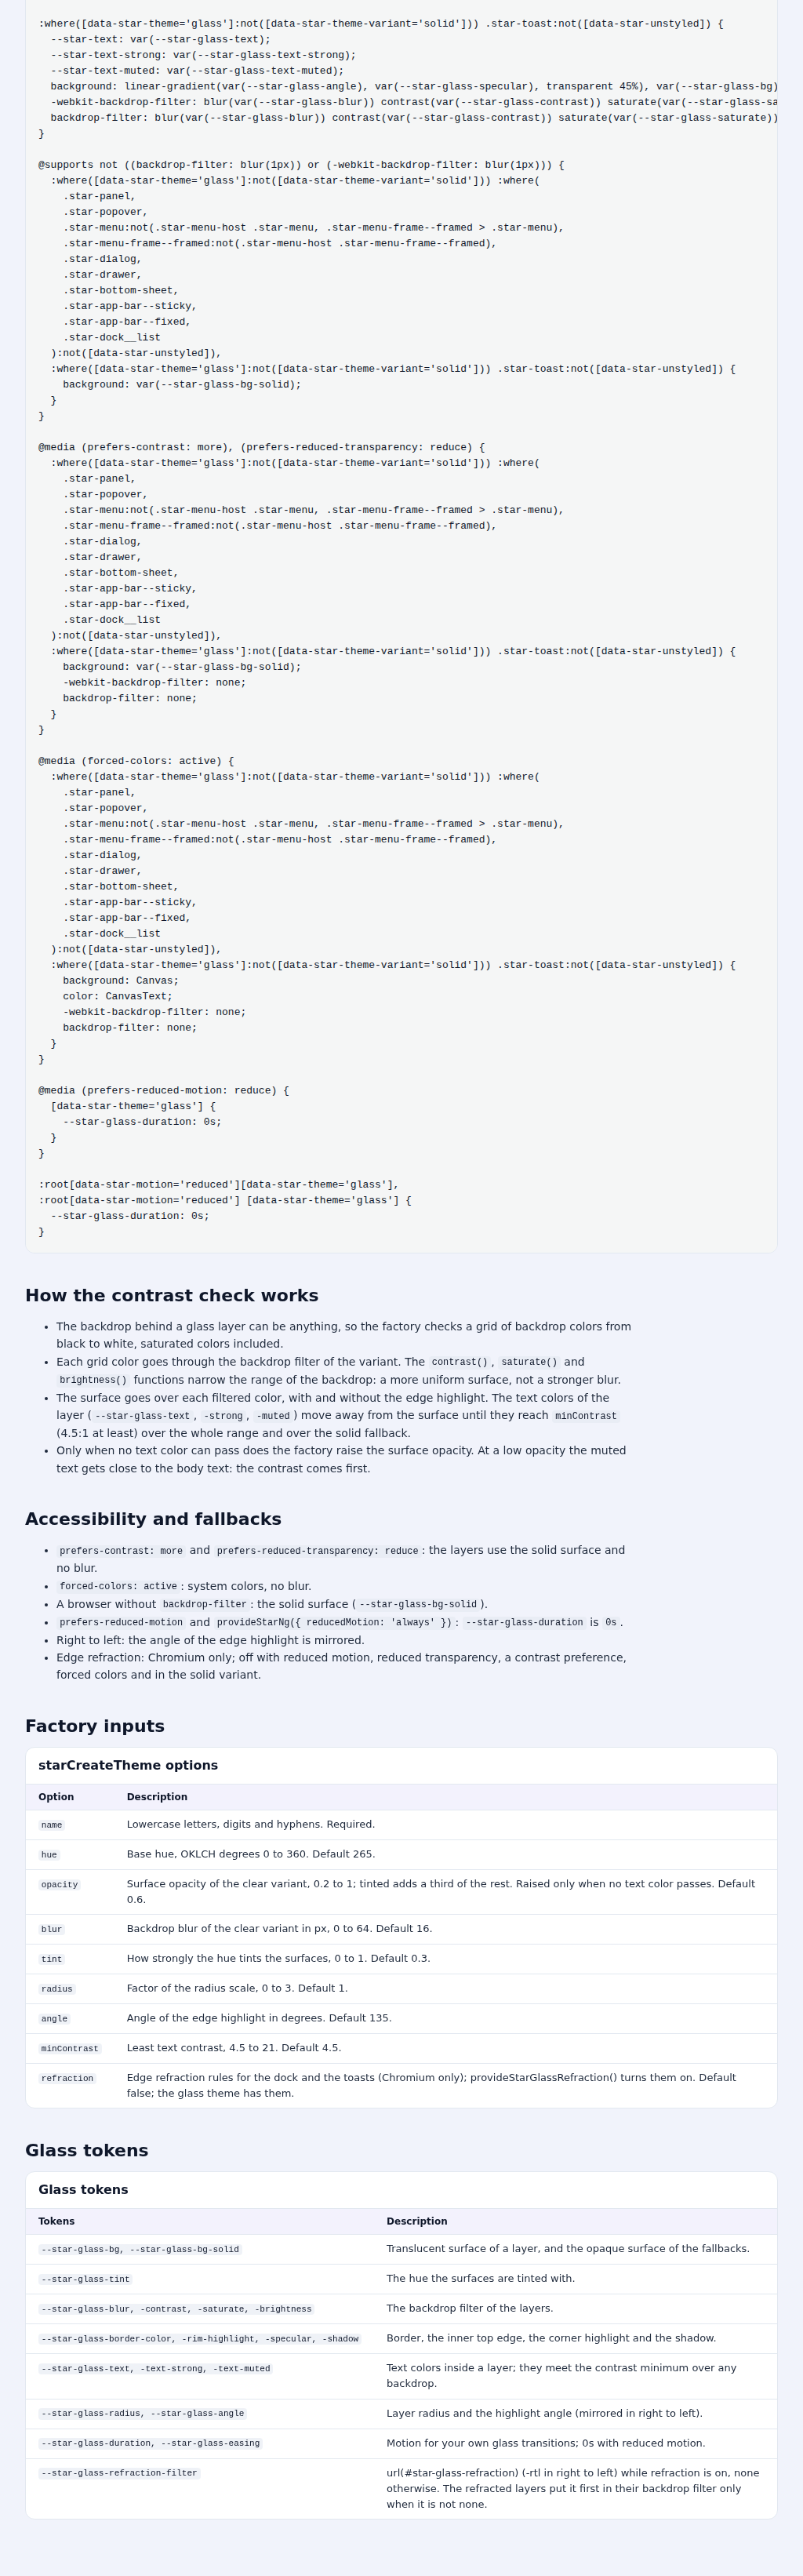 :where([data-star-theme='glass']:not([data-star-theme-variant='solid'])) .star-toast:not([data-star-unstyled]) {
  --star-text: var(--star-glass-text);
  --star-text-strong: var(--star-glass-text-strong);
  --star-text-muted: var(--star-glass-text-muted);
  background: linear-gradient(var(--star-glass-angle), var(--star-glass-specular), transparent 45%), var(--star-glass-bg)
  -webkit-backdrop-filter: blur(var(--star-glass-blur)) contrast(var(--star-glass-contrast)) saturate(var(--star-glass-sa
  backdrop-filter: blur(var(--star-glass-blur)) contrast(var(--star-glass-contrast)) saturate(var(--star-glass-saturate))
}

@supports not ((backdrop-filter: blur(1px)) or (-webkit-backdrop-filter: blur(1px))) {
  :where([data-star-theme='glass']:not([data-star-theme-variant='solid'])) :where(
    .star-panel,
    .star-popover,
    .star-menu:not(.star-menu-host .star-menu, .star-menu-frame--framed > .star-menu),
    .star-menu-frame--framed:not(.star-menu-host .star-menu-frame--framed),
    .star-dialog,
    .star-drawer,
    .star-bottom-sheet,
    .star-app-bar--sticky,
    .star-app-bar--fixed,
    .star-dock__list
  ):not([data-star-unstyled]),
  :where([data-star-theme='glass']:not([data-star-theme-variant='solid'])) .star-toast:not([data-star-unstyled]) {
    background: var(--star-glass-bg-solid);
  }
}

@media (prefers-contrast: more), (prefers-reduced-transparency: reduce) {
  :where([data-star-theme='glass']:not([data-star-theme-variant='solid'])) :where(
    .star-panel,
    .star-popover,
    .star-menu:not(.star-menu-host .star-menu, .star-menu-frame--framed > .star-menu),
    .star-menu-frame--framed:not(.star-menu-host .star-menu-frame--framed),
    .star-dialog,
    .star-drawer,
    .star-bottom-sheet,
    .star-app-bar--sticky,
    .star-app-bar--fixed,
    .star-dock__list
  ):not([data-star-unstyled]),
  :where([data-star-theme='glass']:not([data-star-theme-variant='solid'])) .star-toast:not([data-star-unstyled]) {
    background: var(--star-glass-bg-solid);
    -webkit-backdrop-filter: none;
    backdrop-filter: none;
  }
}

@media (forced-colors: active) {
  :where([data-star-theme='glass']:not([data-star-theme-variant='solid'])) :where(
    .star-panel,
    .star-popover,
    .star-menu:not(.star-menu-host .star-menu, .star-menu-frame--framed > .star-menu),
    .star-menu-frame--framed:not(.star-menu-host .star-menu-frame--framed),
    .star-dialog,
    .star-drawer,
    .star-bottom-sheet,
    .star-app-bar--sticky,
    .star-app-bar--fixed,
    .star-dock__list
  ):not([data-star-unstyled]),
  :where([data-star-theme='glass']:not([data-star-theme-variant='solid'])) .star-toast:not([data-star-unstyled]) {
    background: Canvas;
    color: CanvasText;
    -webkit-backdrop-filter: none;
    backdrop-filter: none;
  }
}

@media (prefers-reduced-motion: reduce) {
  [data-star-theme='glass'] {
    --star-glass-duration: 0s;
  }
}

:root[data-star-motion='reduced'][data-star-theme='glass'],
:root[data-star-motion='reduced'] [data-star-theme='glass'] {
  --star-glass-duration: 0s;
}

How the contrast check works
• The backdrop behind a glass layer can be anything, so the factory checks a grid of backdrop colors from
black to white, saturated colors included.
• Each grid color goes through the backdrop filter of the variant. The contrast(), saturate() and
brightness() functions narrow the range of the backdrop: a more uniform surface, not a stronger blur.
• The surface goes over each filtered color, with and without the edge highlight. The text colors of the
layer (--star-glass-text, -strong, -muted) move away from the surface until they reach minContrast
(4.5:1 at least) over the whole range and over the solid fallback.
• Only when no text color can pass does the factory raise the surface opacity. At a low opacity the muted
text gets close to the body text: the contrast comes first.

Accessibility and fallbacks
• prefers-contrast: more and prefers-reduced-transparency: reduce: the layers use the solid surface and
no blur.
• forced-colors: active: system colors, no blur.
• A browser without backdrop-filter: the solid surface (--star-glass-bg-solid).
• prefers-reduced-motion and provideStarNg({ reducedMotion: 'always' }): --star-glass-duration is 0s.
• Right to left: the angle of the edge highlight is mirrored.
• Edge refraction: Chromium only; off with reduced motion, reduced transparency, a contrast preference,
forced colors and in the solid variant.

Factory inputs
starCreateTheme options
Option Description
name Lowercase letters, digits and hyphens. Required.
hue Base hue, OKLCH degrees 0 to 360. Default 265.
opacity Surface opacity of the clear variant, 0.2 to 1; tinted adds a third of the rest. Raised only when no text color passes. Default
0.6.
blur Backdrop blur of the clear variant in px, 0 to 64. Default 16.
tint How strongly the hue tints the surfaces, 0 to 1. Default 0.3.
radius Factor of the radius scale, 0 to 3. Default 1.
angle Angle of the edge highlight in degrees. Default 135.
minContrast Least text contrast, 4.5 to 21. Default 4.5.
refraction Edge refraction rules for the dock and the toasts (Chromium only); provideStarGlassRefraction() turns them on. Default
false; the glass theme has them.

Glass tokens
Glass tokens
Tokens Description
--star-glass-bg, --star-glass-bg-solid Translucent surface of a layer, and the opaque surface of the fallbacks.
--star-glass-tint The hue the surfaces are tinted with.
--star-glass-blur, -contrast, -saturate, -brightness The backdrop filter of the layers.
--star-glass-border-color, -rim-highlight, -specular, -shadow Border, the inner top edge, the corner highlight and the shadow.
--star-glass-text, -text-strong, -text-muted Text colors inside a layer; they meet the contrast minimum over any
backdrop.
--star-glass-radius, --star-glass-angle Layer radius and the highlight angle (mirrored in right to left).
--star-glass-duration, --star-glass-easing Motion for your own glass transitions; 0s with reduced motion.
--star-glass-refraction-filter url(#star-glass-refraction) (-rtl in right to left) while refraction is on, none
otherwise. The refracted layers put it first in their backdrop filter only
when it is not none.